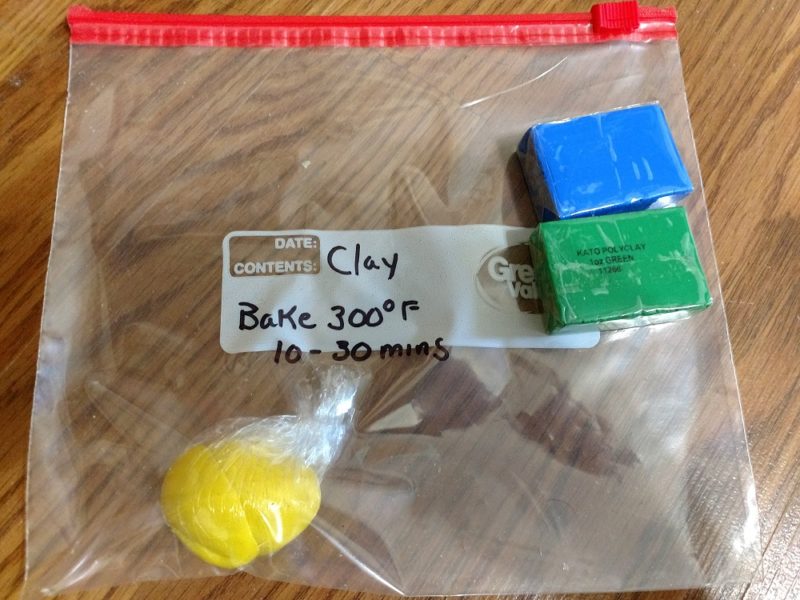 DATE:
CONTENTS: Clay
Bake 300°F
10-30 mins
KATO POLYCLAY
1oz GREEN